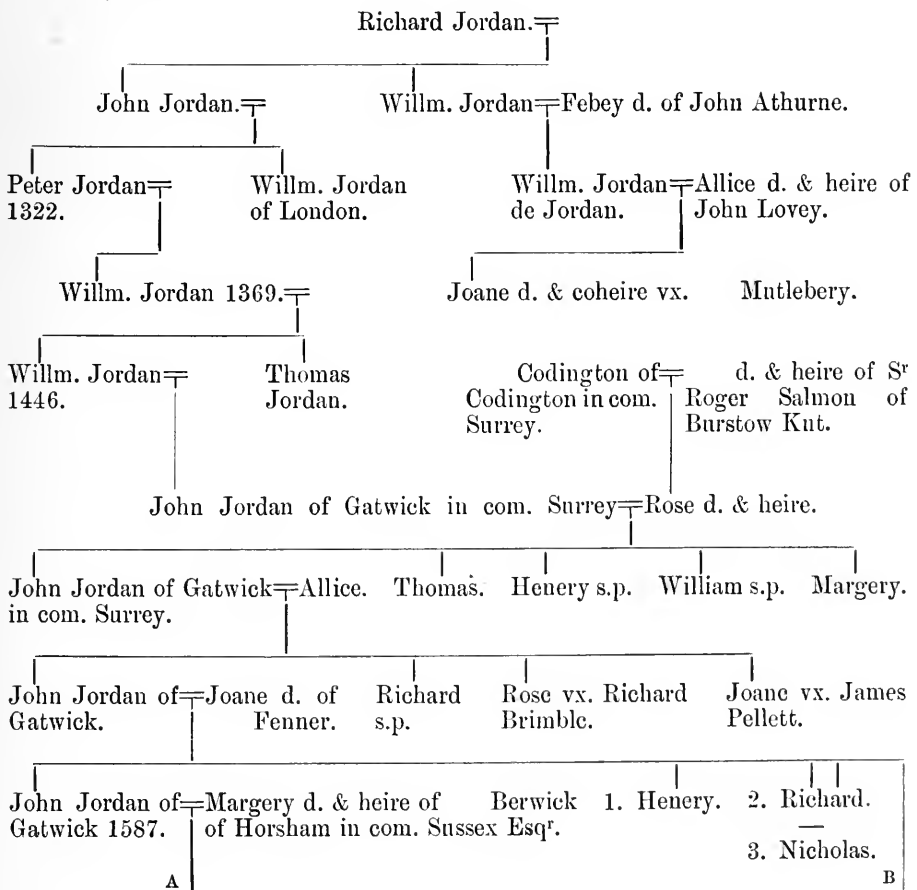 Richard Jordan.
John Jordan. Willm. Jordan Febey d. of John Athurne.
Peter Jordan 1322. Willm. Jordan of London. Willm. Jordan de Jordan. Allice d. & heire of John Lovey.
Willm. Jordan 1369. Joane d. & coheire vx. Mutlebery.
Willm. Jordan 1446. Thomas Jordan. Codington of Codington in com. Surrey. d. & heire of Sʳ Roger Salmon of Burstow Knt.
John Jordan of Gatwick in com. Surrey Rose d. & heire.
John Jordan of Gatwick in com. Surrey. Allice. Thomas. Henery s.p. William s.p. Margery.
John Jordan of Gatwick. Joane d. of Fenner. Richard s.p. Rose vx. Richard Brimble. Joane vx. James Pellett.
John Jordan of Gatwick 1587. Margery d. & heire of Berwick of Horsham in com. Sussex Esqʳ. 1. Henery. 2. Richard.
3. Nicholas.
A B